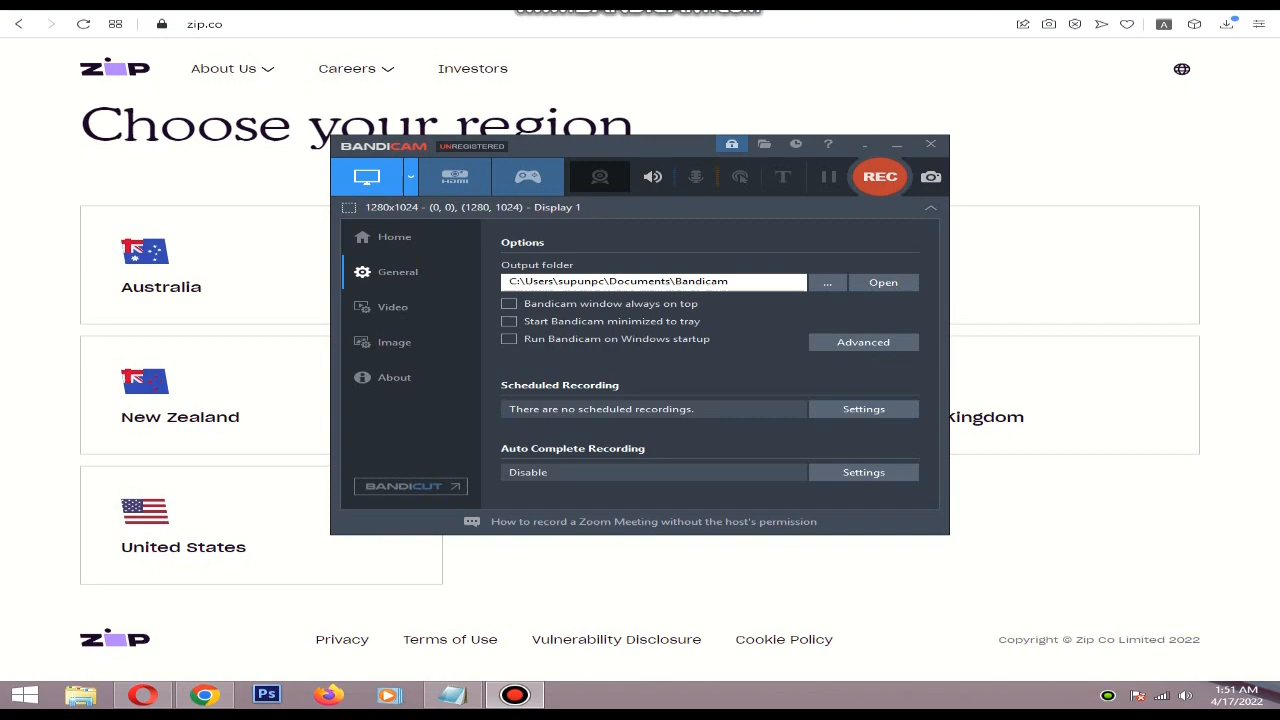 www.BANDICAM.com
zip.co
A
zip
About Us
Careers
Investors
Choose your region
BANDICAM
UNREGISTERED
?
HDMI
T
REC
1280x1024 - (0, 0), (1280, 1024) - Display 1
Home
General
Video
Image
About
BANDICUT
Options
Output folder
C:\Users\supunpc\Documents\Bandicam
...
Open
Bandicam window always on top
Start Bandicam minimized to tray
Run Bandicam on Windows startup
Advanced
Scheduled Recording
There are no scheduled recordings.
Settings
Auto Complete Recording
Disable
Settings
How to record a Zoom Meeting without the host's permission
Australia
New Zealand
Kingdom
United States
zip
Privacy
Terms of Use
Vulnerability Disclosure
Cookie Policy
Copyright © Zip Co Limited 2022
Ps
1:51 AM
4/17/2022